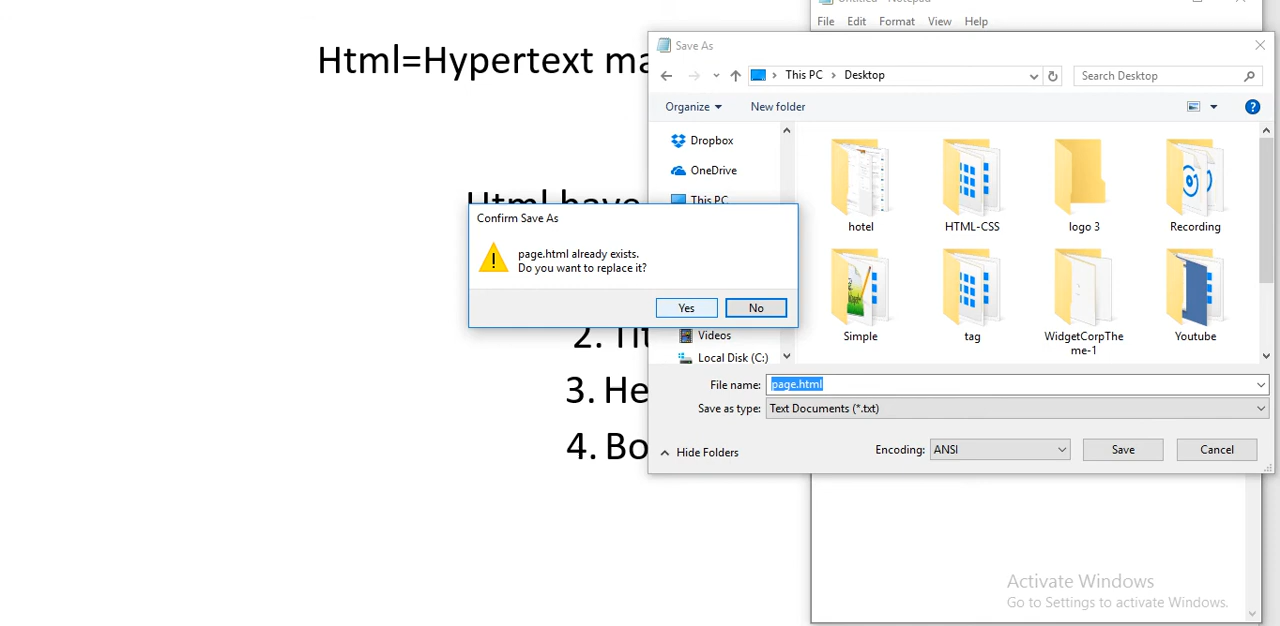 Untitled - Notepad
File Edit Format View Help
Html=Hypertext ma
Save As
This PC > Desktop
Search Desktop
Organize
New folder
Dropbox
OneDrive
This PC
Videos
Local Disk (C:)
hotel
HTML-CSS
logo 3
Recording
Simple
tag
WidgetCorpThe
me-1
Youtube
Html have
Confirm Save As
page.html already exists.
Do you want to replace it?
Yes
No
2. Tit
3. He
4. Bo
File name: page.html
Save as type: Text Documents (*.txt)
Hide Folders
Encoding: ANSI
Save
Cancel
Activate Windows
Go to Settings to activate Windows.